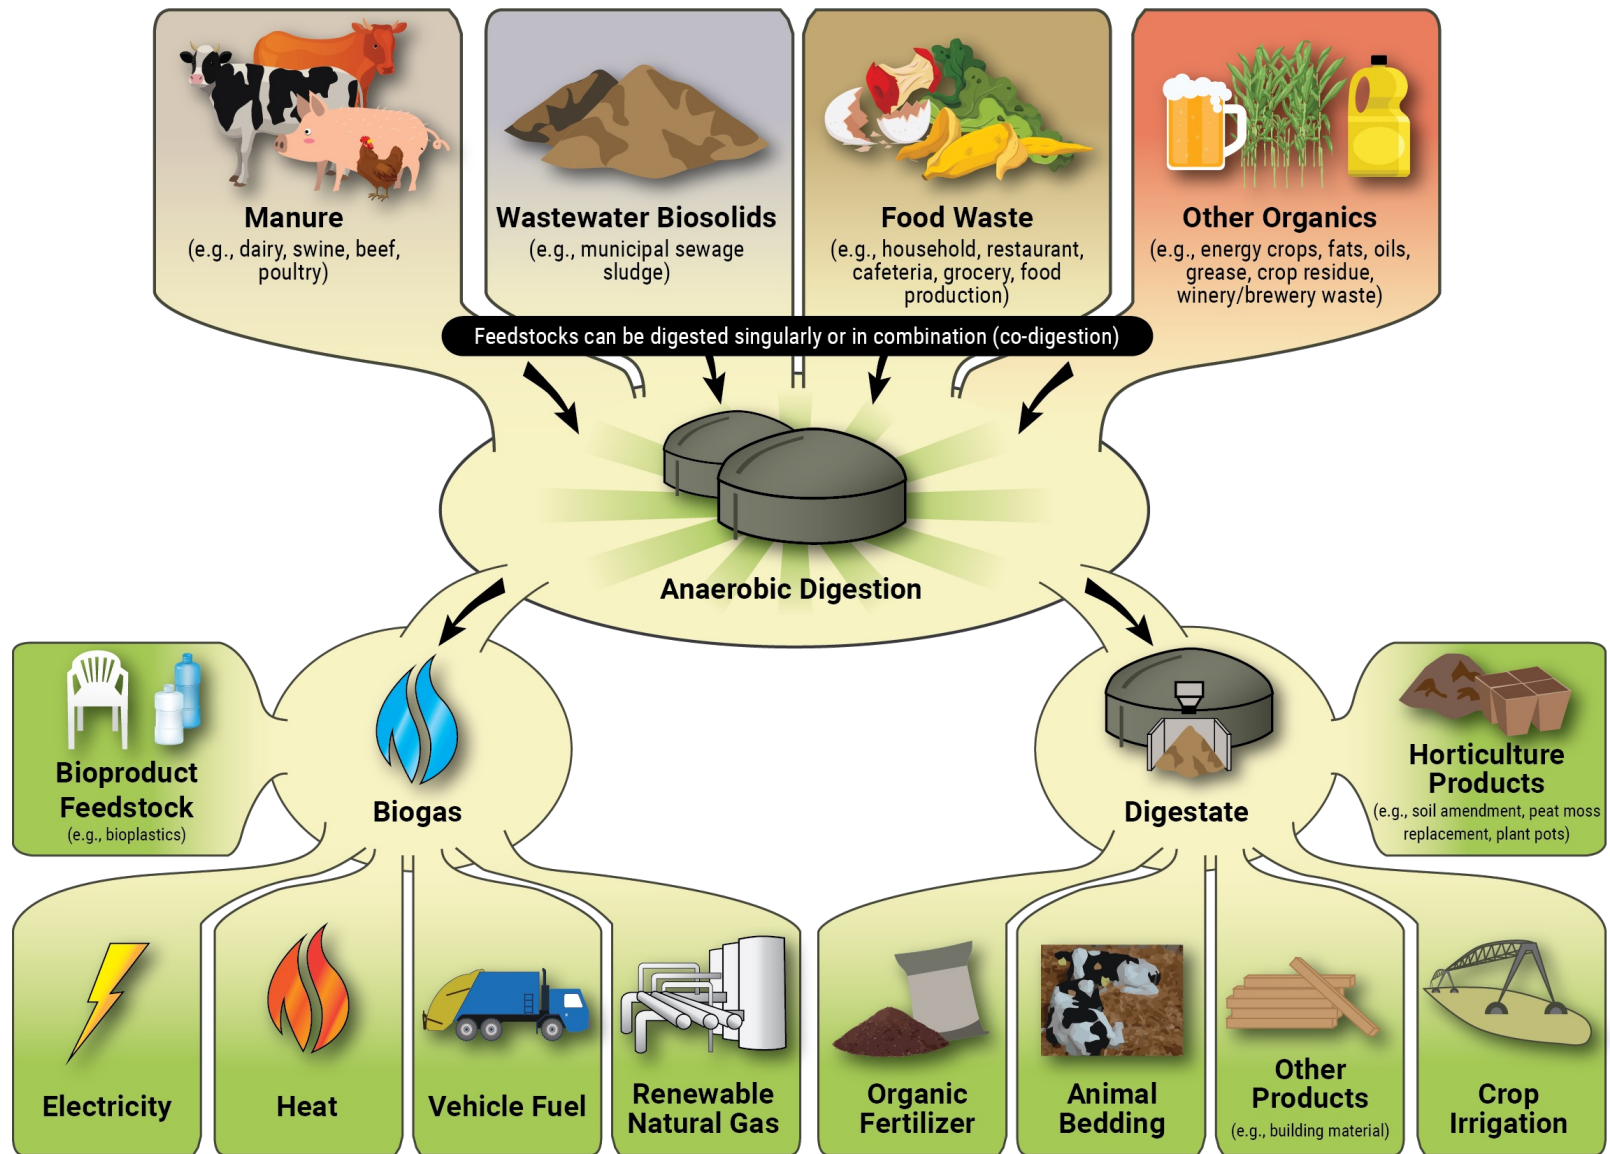 Manure
(e.g., dairy, swine, beef,
poultry)
Wastewater Biosolids
(e.g., municipal sewage
sludge)
Food Waste
(e.g., household, restaurant,
cafeteria, grocery, food
production)
Other Organics
(e.g., energy crops, fats, oils,
grease, crop residue,
winery/brewery waste)
Feedstocks can be digested singularly or in combination (co-digestion)
Anaerobic Digestion
Bioproduct
Feedstock
(e.g., bioplastics)
Biogas
Digestate
Horticulture
Products
(e.g., soil amendment, peat moss
replacement, plant pots)
Electricity
Heat
Vehicle Fuel
Renewable
Natural Gas
Organic
Fertilizer
Animal
Bedding
Other
Products
(e.g., building material)
Crop
Irrigation